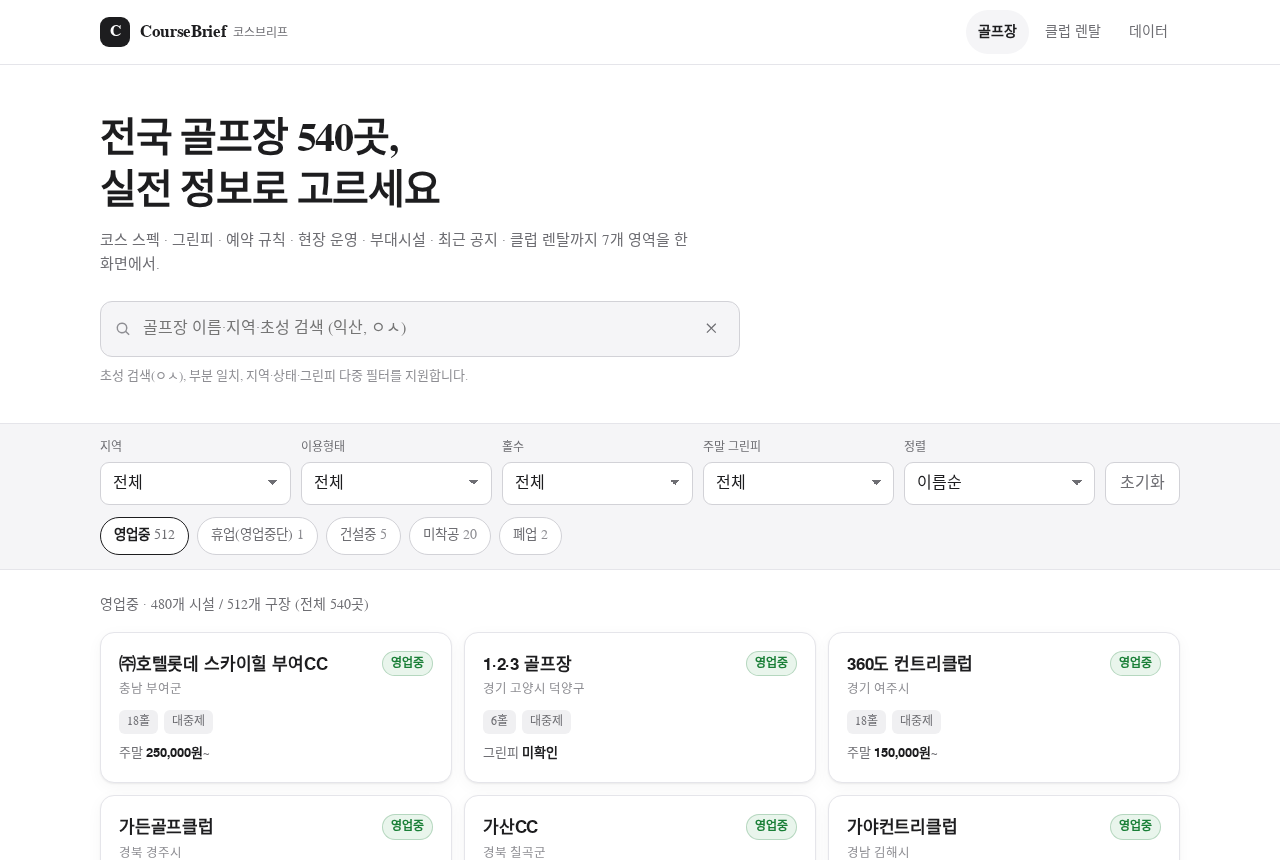 C CourseBrief 코스브리프 골프장 클럽 렌탈 데이터
전국 골프장 540곳,
실전 정보로 고르세요
코스 스펙 · 그린피 · 예약 규칙 · 현장 운영 · 부대시설 · 최근 공지 · 클럽 렌탈까지 7개 영역을 한
화면에서.
골프장 이름·지역·초성 검색 (익산, ㅇㅅ)
초성 검색(ㅇㅅ), 부분 일치, 지역·상태·그린피 다중 필터를 지원합니다.
지역 이용형태 홀수 주말 그린피 정렬
전체 전체 전체 전체 이름순 초기화
영업중 512 휴업(영업중단) 1 건설중 5 미착공 20 폐업 2
영업중 · 480개 시설 / 512개 구장 (전체 540곳)
㈜호텔롯데 스카이힐 부여CC 영업중
충남 부여군
18홀 대중제
주말 250,000원~
1·2·3 골프장 영업중
경기 고양시 덕양구
6홀 대중제
그린피 미확인
360도 컨트리클럽 영업중
경기 여주시
18홀 대중제
주말 150,000원~
가든골프클럽 영업중
경북 경주시
가산CC 영업중
경북 칠곡군
가야컨트리클럽 영업중
경남 김해시